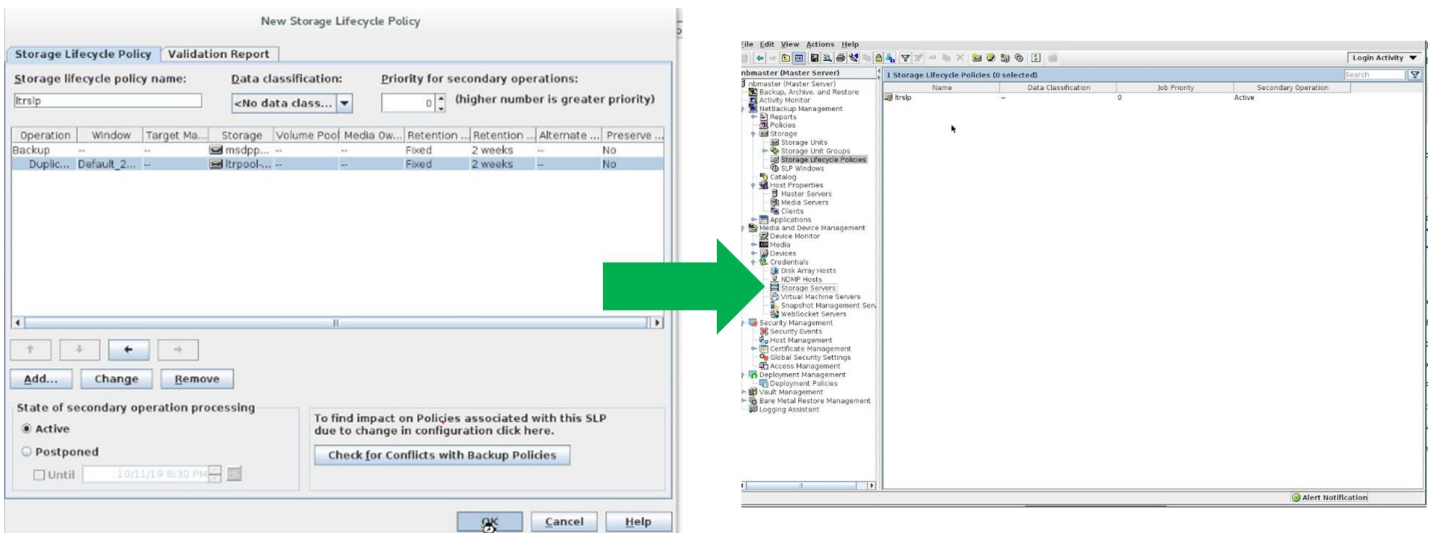 New Storage Lifecycle Policy
Storage Lifecycle Policy Validation Report
Storage lifecycle policy name: Data classification: Priority for secondary operations:
ltrslp <No data class... 0 (higher number is greater priority)
Operation Window Target Ma... Storage Volume Pool Media Ow... Retention ... Retention ... Alternate ... Preserve ...
Backup -- -- msdpp... -- -- Fixed 2 weeks -- No
Duplic... Default_2... -- ltrpool-... -- -- Fixed 2 weeks -- No
Add... Change Remove
State of secondary operation processing
Active
Postponed
Until 10/11/19 8:30 PM
To find impact on Policies associated with this SLP
due to change in configuration click here.
Check for Conflicts with Backup Policies
OK Cancel Help
File Edit View Actions Help
Login Activity
nbmaster (Master Server)
nbmaster (Master Server)
Backup, Archive, and Restore
Activity Monitor
NetBackup Management
Reports
Policies
Storage
Storage Units
Storage Unit Groups
Storage Lifecycle Policies
SLP Windows
Catalog
Host Properties
Master Servers
Media Servers
Clients
Applications
Media and Device Management
Device Monitor
Media
Devices
Credentials
Disk Array Hosts
NDMP Hosts
Storage Servers
Virtual Machine Servers
Snapshot Management Serv
WebSocket Servers
Security Management
Security Events
Host Management
Certificate Management
Global Security Settings
Access Management
Deployment Management
Deployment Policies
Vault Management
Bare Metal Restore Management
Logging Assistant
1 Storage Lifecycle Policies (0 selected) Search
Name Data Classification Job Priority Secondary Operation
ltrslp -- 0 Active
Alert Notification